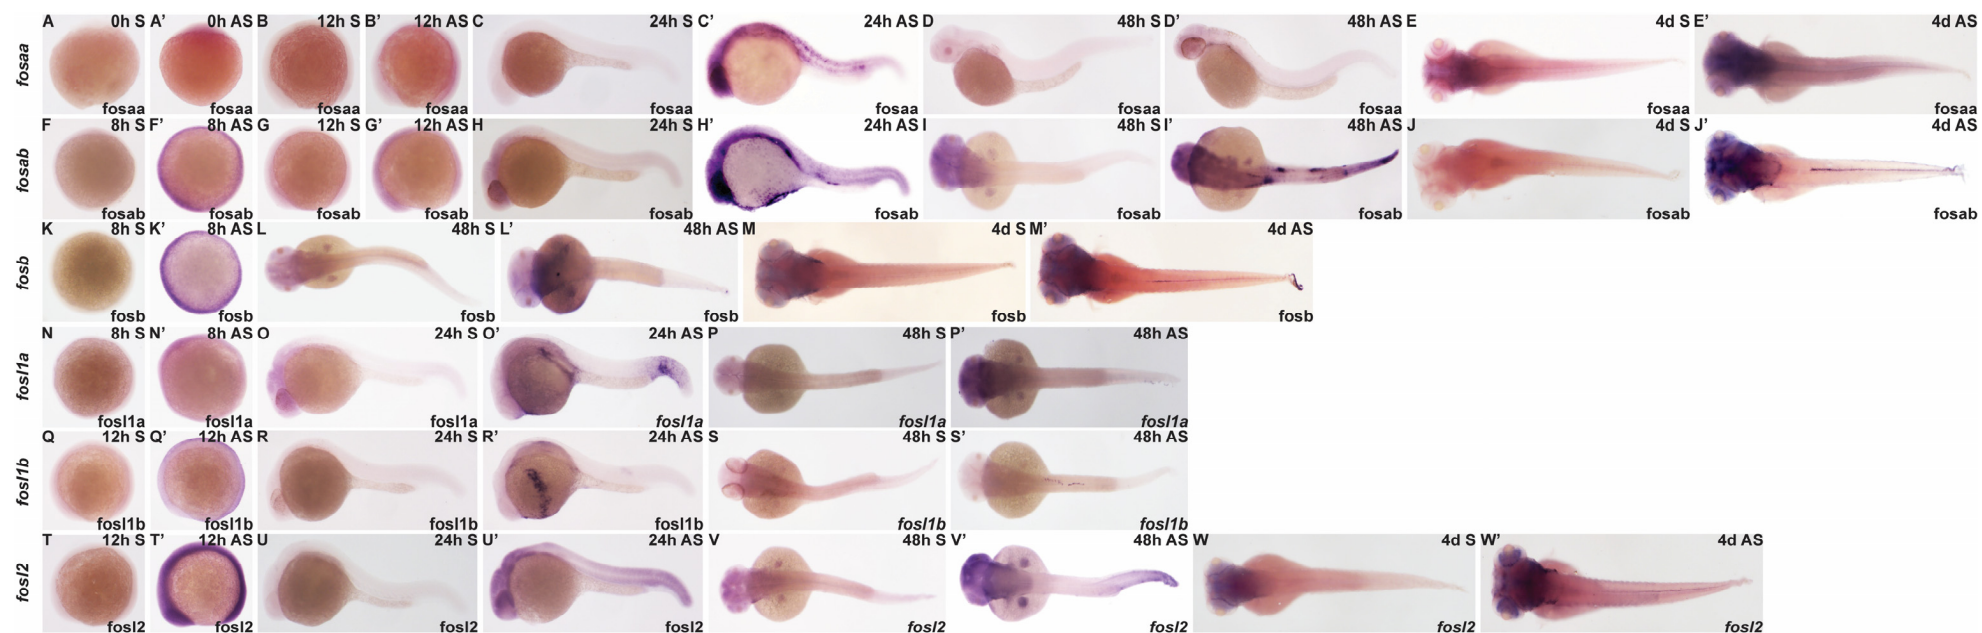 fosaa
A 0h S A' 0h AS B 12h S B' 12h AS C 24h S C' 24h AS D 48h S D' 48h AS E 4d S E' 4d AS
fosaa fosaa fosaa fosaa fosaa fosaa fosaa fosaa fosaa fosaa
fosab
F 8h S F' 8h AS G 12h S G' 12h AS H 24h S H' 24h AS I 48h S I' 48h AS J 4d S J' 4d AS
fosab fosab fosab fosab fosab fosab fosab fosab fosab fosab
fosb
K 8h S K' 8h AS L 48h S L' 48h AS M 4d S M' 4d AS
fosb fosb fosb fosb fosb fosb
fosl1a
N 8h S N' 8h AS O 24h S O' 24h AS P 48h S P' 48h AS
fosl1a fosl1a fosl1a fosl1a fosl1a fosl1a
fosl1b
Q 12h S Q' 12h AS R 24h S R' 24h AS S 48h S S' 48h AS
fosl1b fosl1b fosl1b fosl1b fosl1b fosl1b
fosl2
T 12h S T' 12h AS U 24h S U' 24h AS V 48h S V' 48h AS W 4d S W' 4d AS
fosl2 fosl2 fosl2 fosl2 fosl2 fosl2 fosl2 fosl2